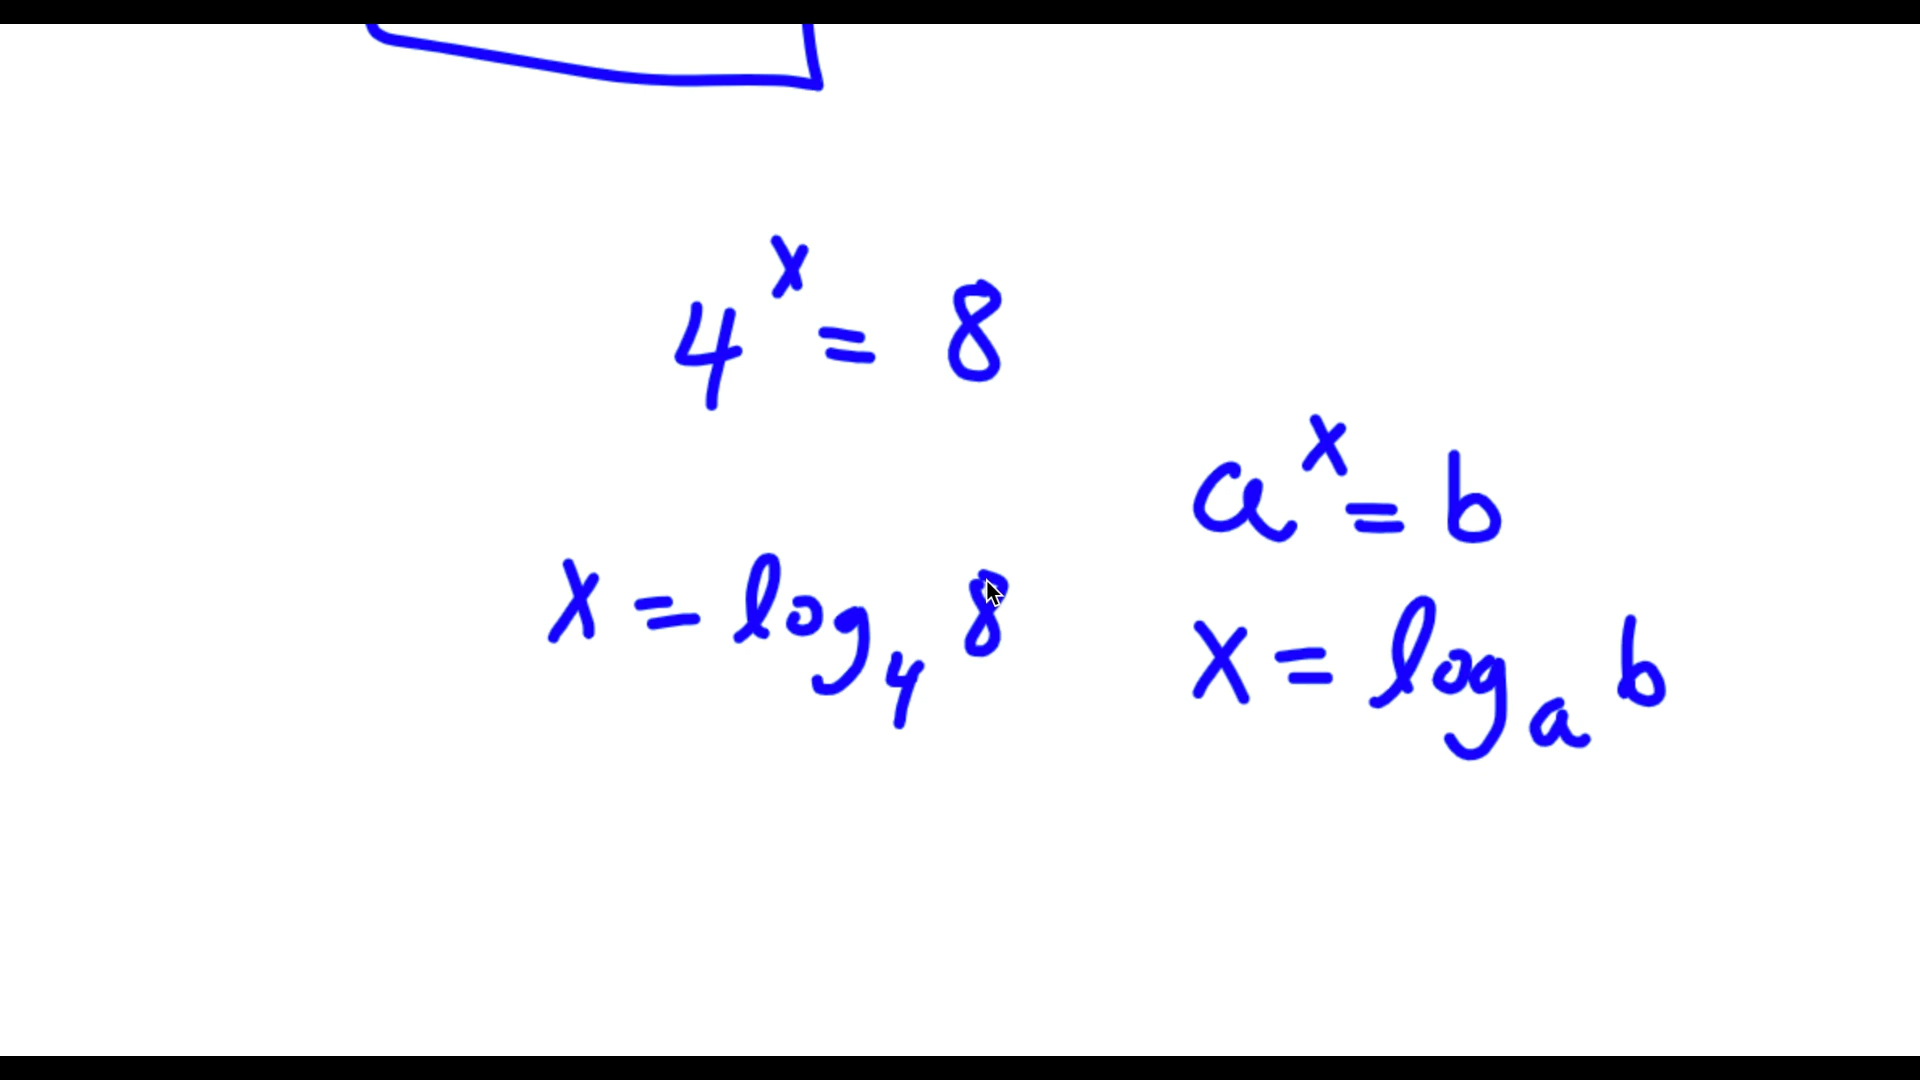 4^x = 8
a^x = b
x = log_4 8
x = log_a b